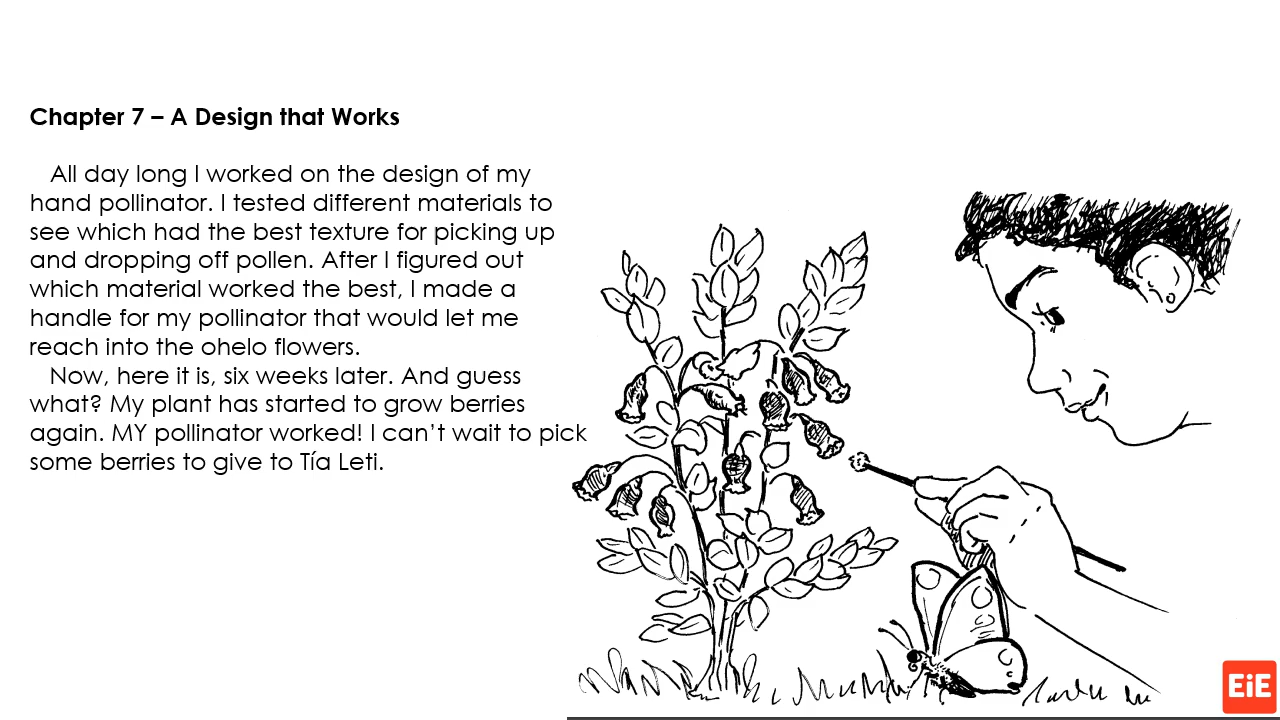 Chapter 7 – A Design that Works
All day long I worked on the design of my
hand pollinator. I tested different materials to
see which had the best texture for picking up
and dropping off pollen. After I figured out
which material worked the best, I made a
handle for my pollinator that would let me
reach into the ohelo flowers.
Now, here it is, six weeks later. And guess
what? My plant has started to grow berries
again. MY pollinator worked! I can’t wait to pick
some berries to give to Tía Leti.
EiE